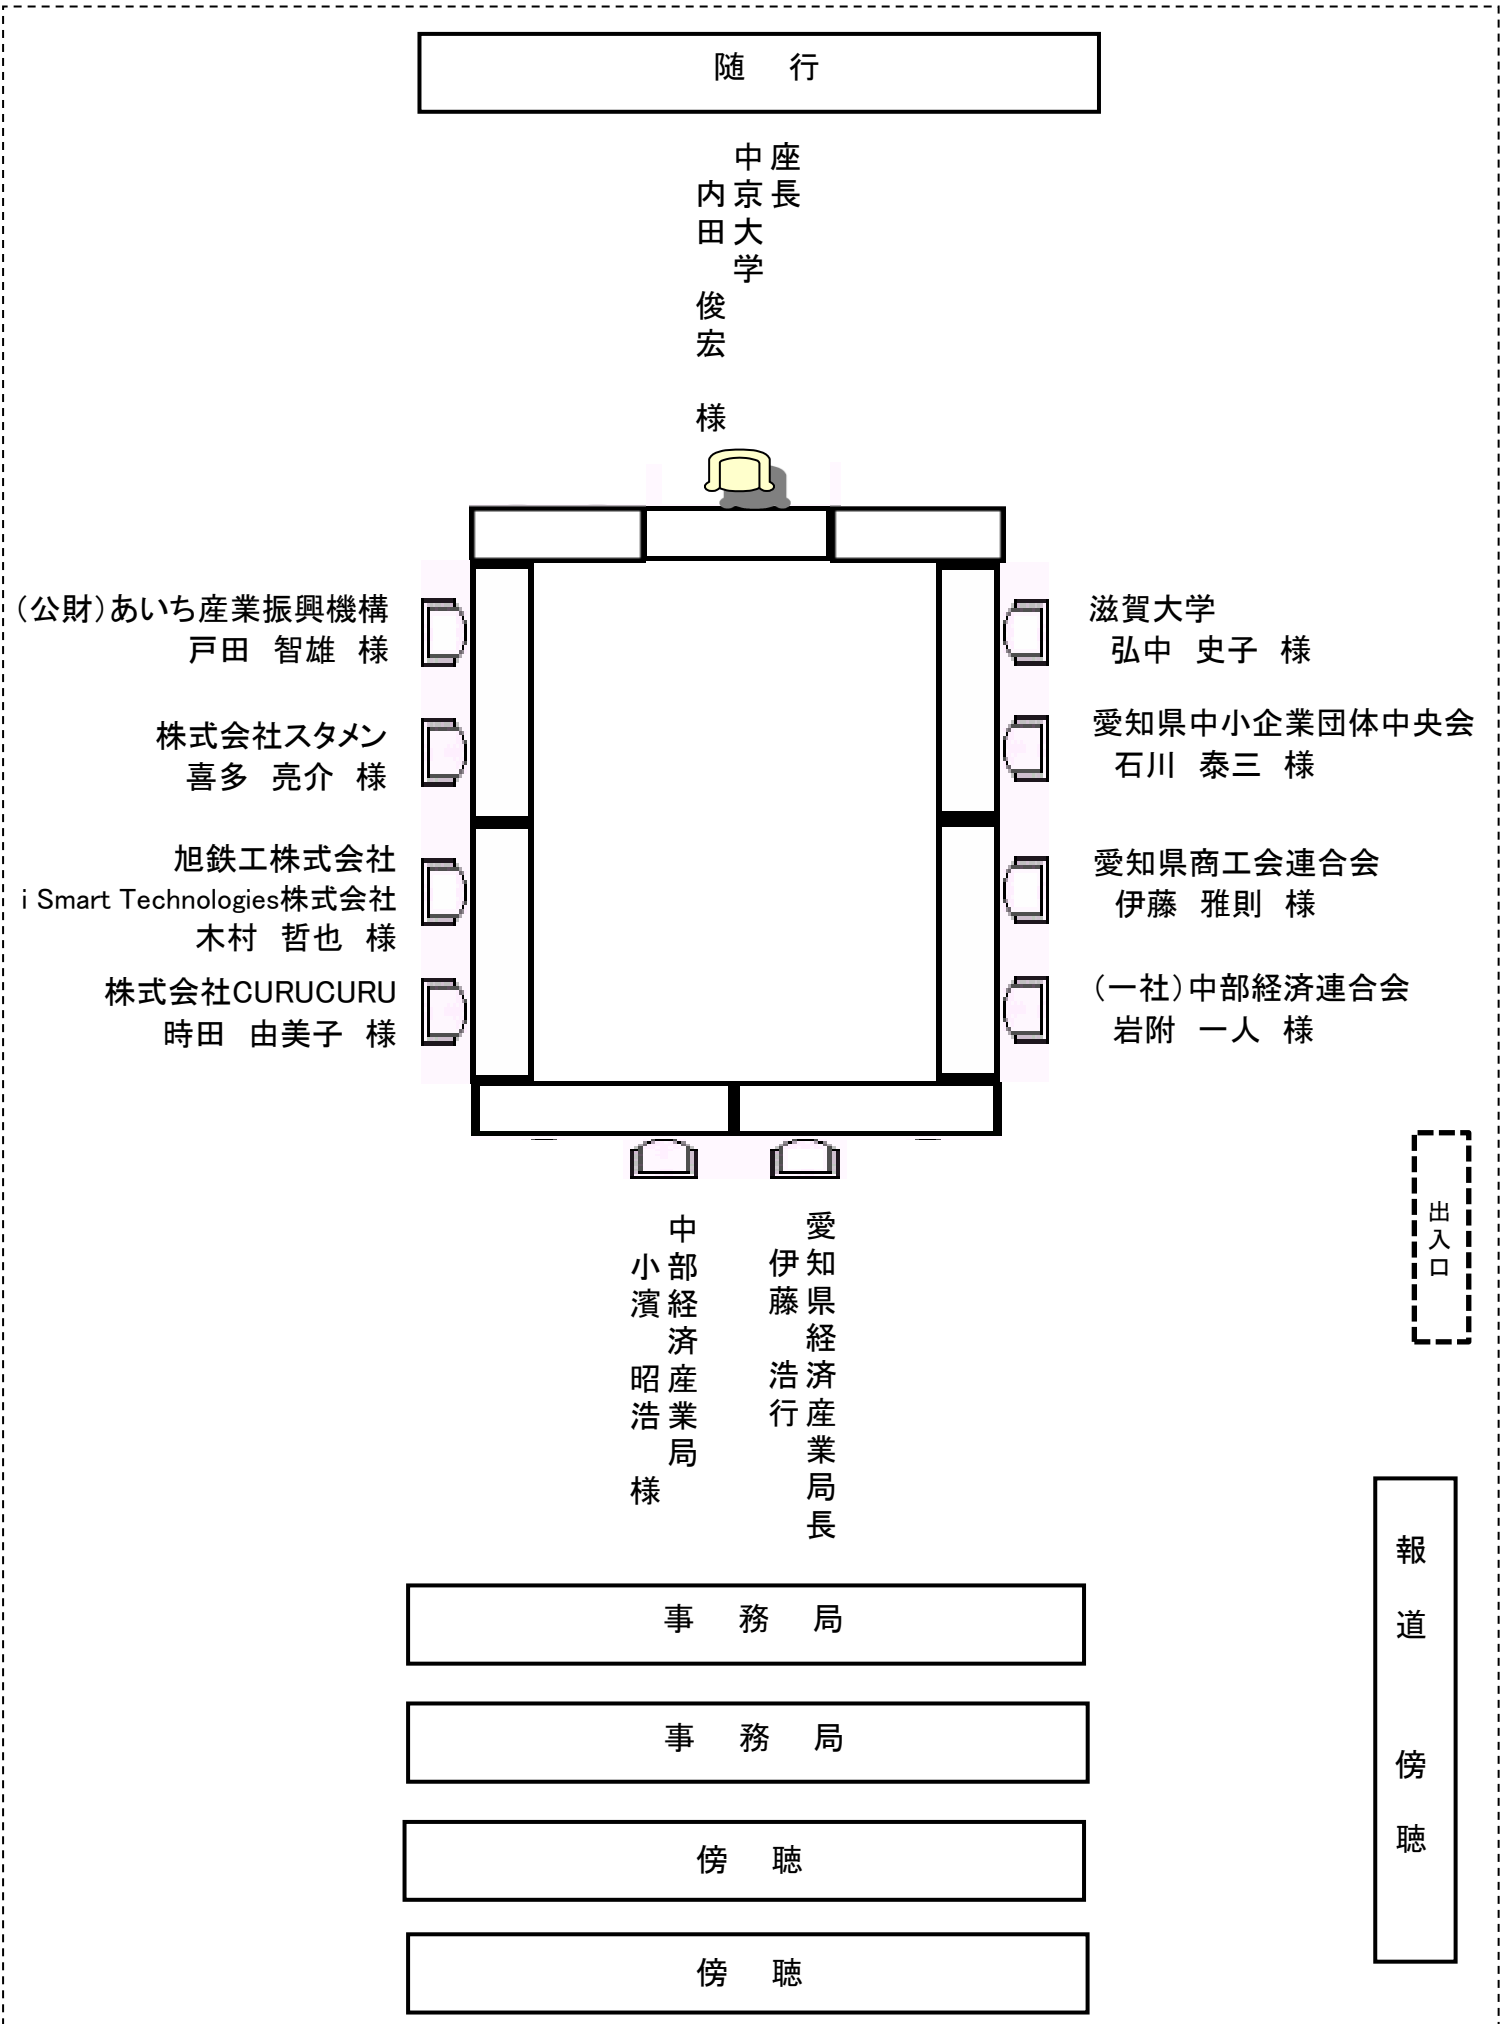 随　行
座長
中京大学
内田　俊宏　様
（公財）あいち産業振興機構
戸田　智雄　様
株式会社スタメン
喜多　亮介　様
旭鉄工株式会社
i Smart Technologies株式会社
木村　哲也　様
株式会社CURUCURU
時田　由美子　様
滋賀大学
弘中　史子　様
愛知県中小企業団体中央会
石川　泰三　様
愛知県商工会連合会
伊藤　雅則　様
（一社）中部経済連合会
岩附　一人　様
愛知県経済産業局長
伊藤　浩行
中部経済産業局
小濱　昭浩　様
出入口
報道　傍聴
事　務　局
事　務　局
傍　聴
傍　聴